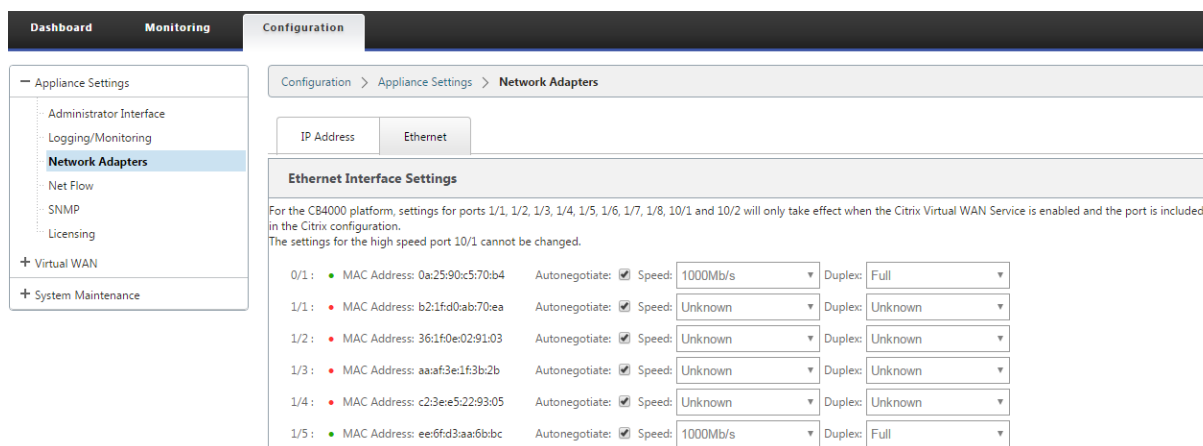 Dashboard Monitoring Configuration
Appliance Settings
Administrator Interface
Logging/Monitoring
Network Adapters
Net Flow
SNMP
Licensing
Virtual WAN
System Maintenance
Configuration > Appliance Settings > Network Adapters
IP Address Ethernet
Ethernet Interface Settings
For the CB4000 platform, settings for ports 1/1, 1/2, 1/3, 1/4, 1/5, 1/6, 1/7, 1/8, 10/1 and 10/2 will only take effect when the Citrix Virtual WAN Service is enabled and the port is included
in the Citrix configuration.
The settings for the high speed port 10/1 cannot be changed.
0/1 : MAC Address: 0a:25:90:c5:70:b4 Autonegotiate: Speed: 1000Mb/s Duplex: Full
1/1 : MAC Address: b2:1f:d0:ab:70:ea Autonegotiate: Speed: Unknown Duplex: Unknown
1/2 : MAC Address: 36:1f:0e:02:91:03 Autonegotiate: Speed: Unknown Duplex: Unknown
1/3 : MAC Address: aa:af:3e:1f:3b:2b Autonegotiate: Speed: Unknown Duplex: Unknown
1/4 : MAC Address: c2:3e:e5:22:93:05 Autonegotiate: Speed: Unknown Duplex: Unknown
1/5 : MAC Address: ee:6f:d3:aa:6b:bc Autonegotiate: Speed: 1000Mb/s Duplex: Full